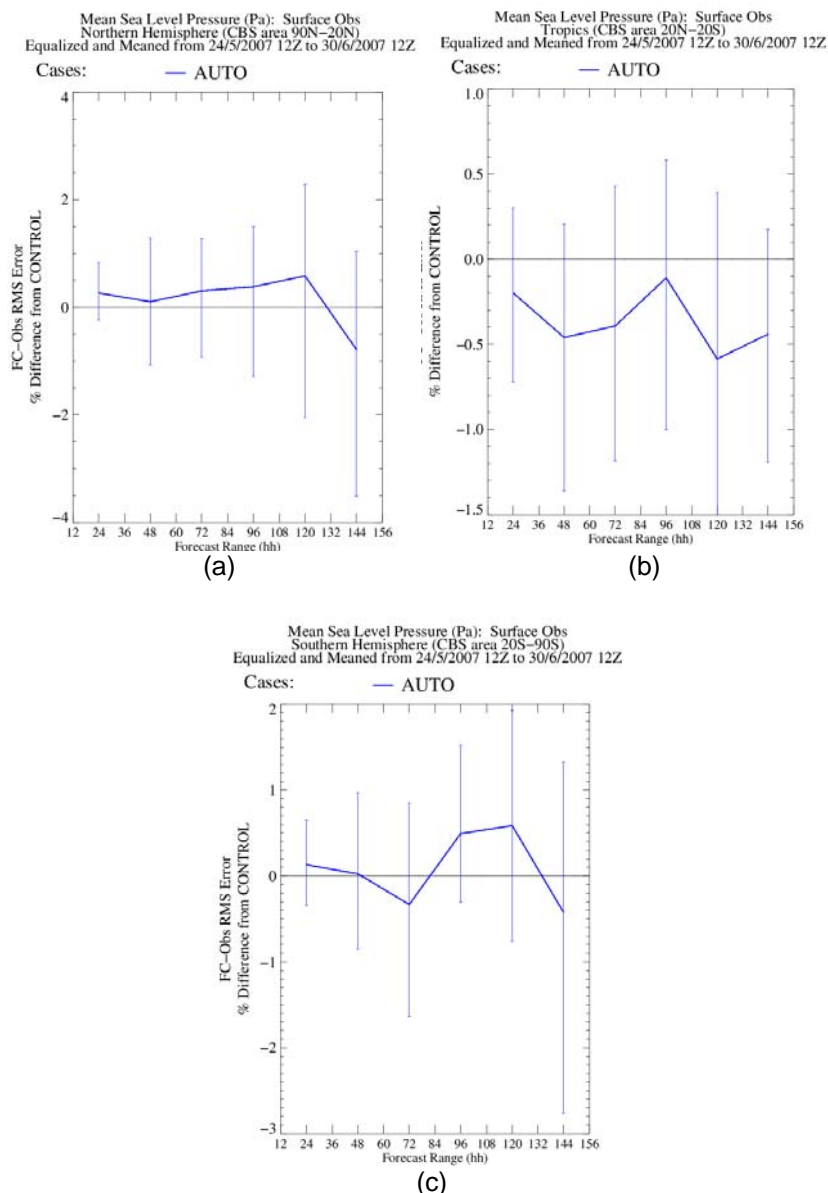 Mean Sea Level Pressure (Pa): Surface Obs
Northern Hemisphere (CBS area 90N−20N)
Equalized and Meaned from 24/5/2007 12Z to 30/6/2007 12Z
Cases:
AUTO
4
2
0
−2
−4
FC−Obs RMS Error
% Difference from CONTROL
12 24 36 48 60 72 84 96 108 120 132 144 156
Forecast Range (hh)
(a)
Mean Sea Level Pressure (Pa): Surface Obs
Tropics (CBS area 20N−20S)
Equalized and Meaned from 24/5/2007 12Z to 30/6/2007 12Z
Cases:
AUTO
1.0
0.5
0.0
−0.5
−1.0
−1.5
% Difference from CONTROL
12 24 36 48 60 72 84 96 108 120 132 144 156
Forecast Range (hh)
(b)
Mean Sea Level Pressure (Pa): Surface Obs
Southern Hemisphere (CBS area 20S−90S)
Equalized and Meaned from 24/5/2007 12Z to 30/6/2007 12Z
Cases:
AUTO
2
1
0
−1
−2
−3
FC−Obs RMS Error
% Difference from CONTROL
12 24 36 48 60 72 84 96 108 120 132 144 156
Forecast Range (hh)
(c)